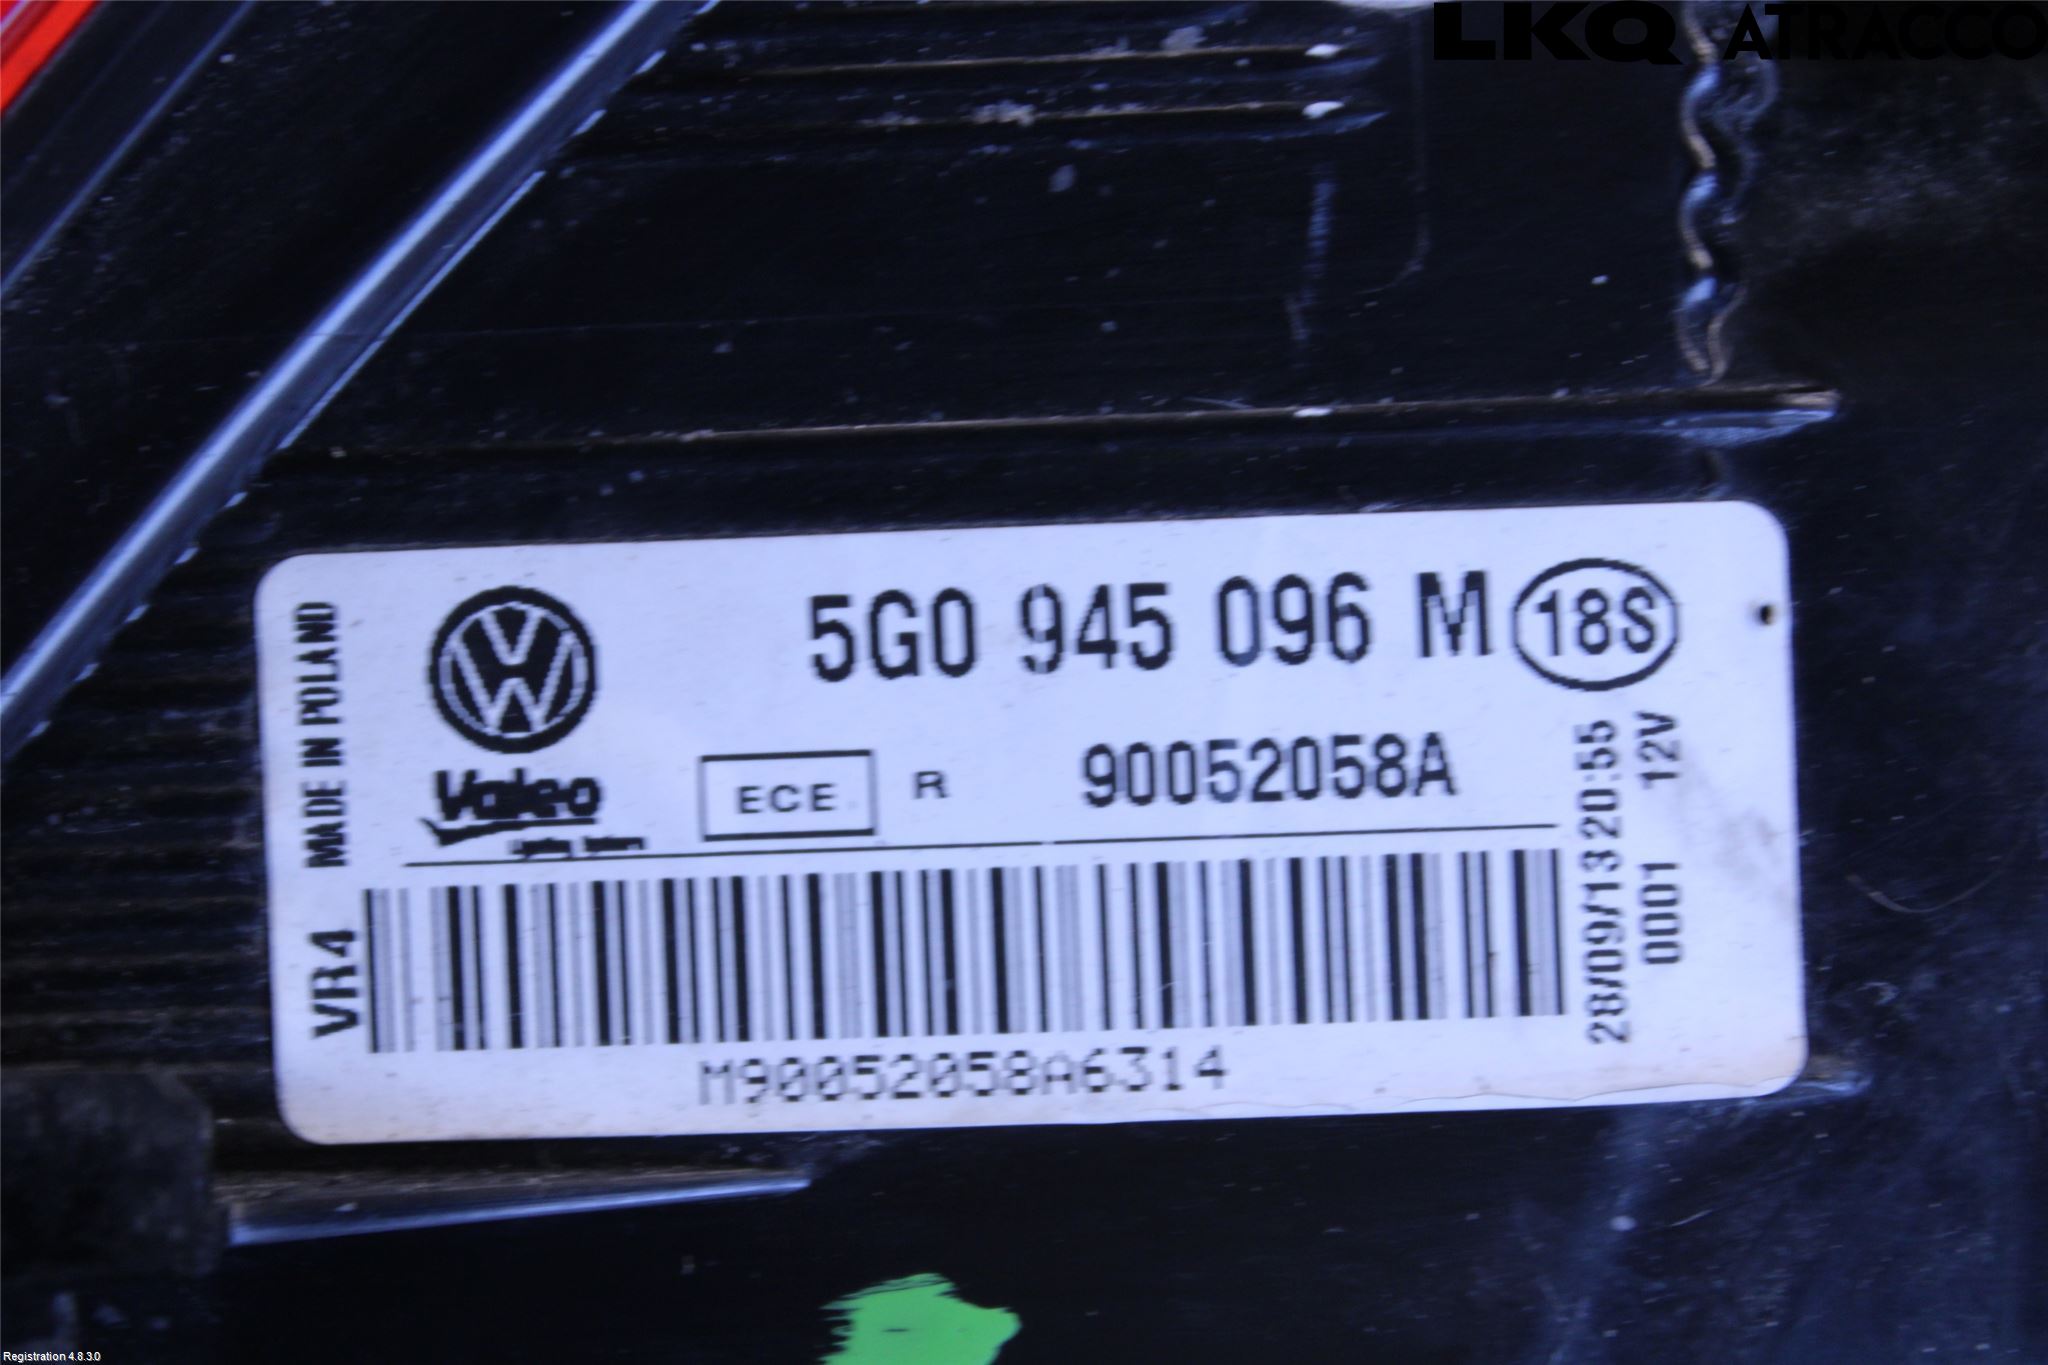 LKQ ATRACCO
MADE IN POLAND
VR4
5G0 945 096 M 18S
Valeo
ECE R 90052058A
28/09/13 20:55
0001 12V
M90052058A6314
Registration 4.8.3.0